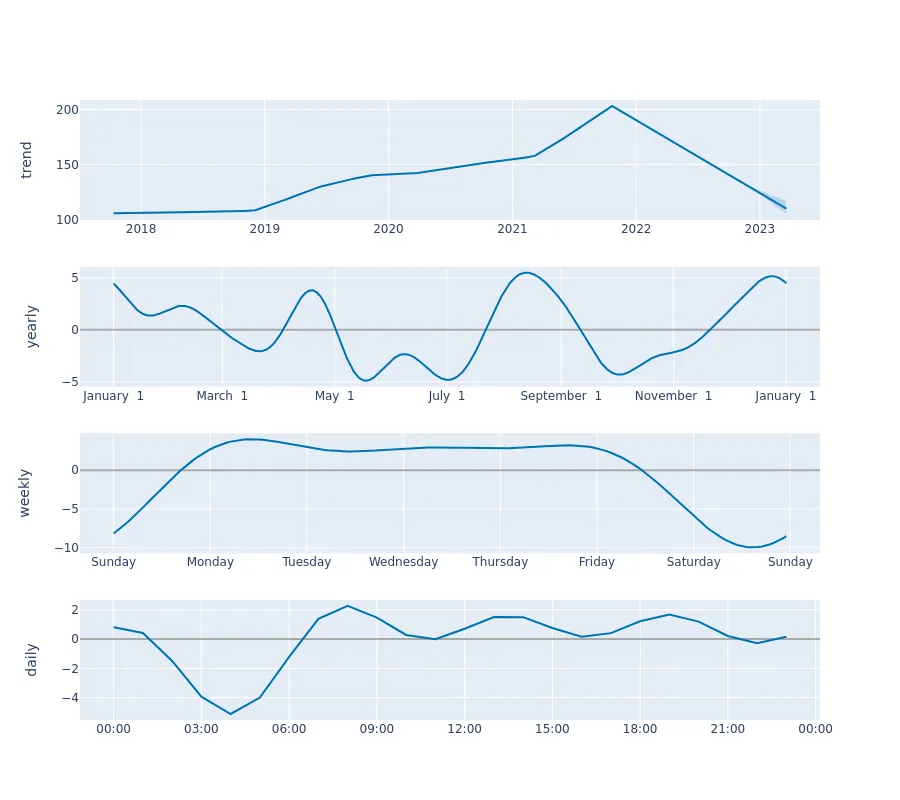 trend
200
150
100
2018 2019 2020 2021 2022 2023
yearly
5
0
−5
January 1 March 1 May 1 July 1 September 1 November 1 January 1
weekly
0
−5
−10
Sunday Monday Tuesday Wednesday Thursday Friday Saturday Sunday
daily
2
0
−2
−4
00:00 03:00 06:00 09:00 12:00 15:00 18:00 21:00 00:00